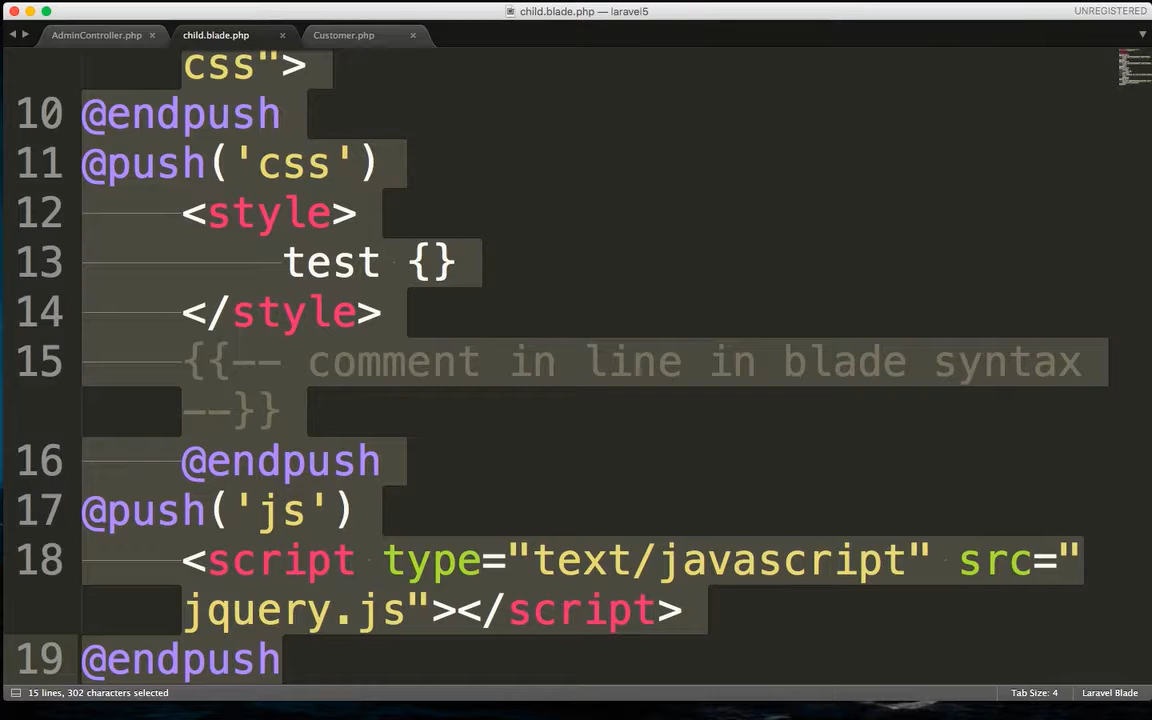 child.blade.php — laravel5
UNREGISTERED
AdminController.php
child.blade.php
Customer.php
css">
10 @endpush
11 @push('css')
12 <style>
13 test {}
14 </style>
15 {{-- comment in line in blade syntax
--}}
16 @endpush
17 @push('js')
18 <script type="text/javascript" src="
jquery.js"></script>
19 @endpush
15 lines, 302 characters selected
Tab Size: 4
Laravel Blade